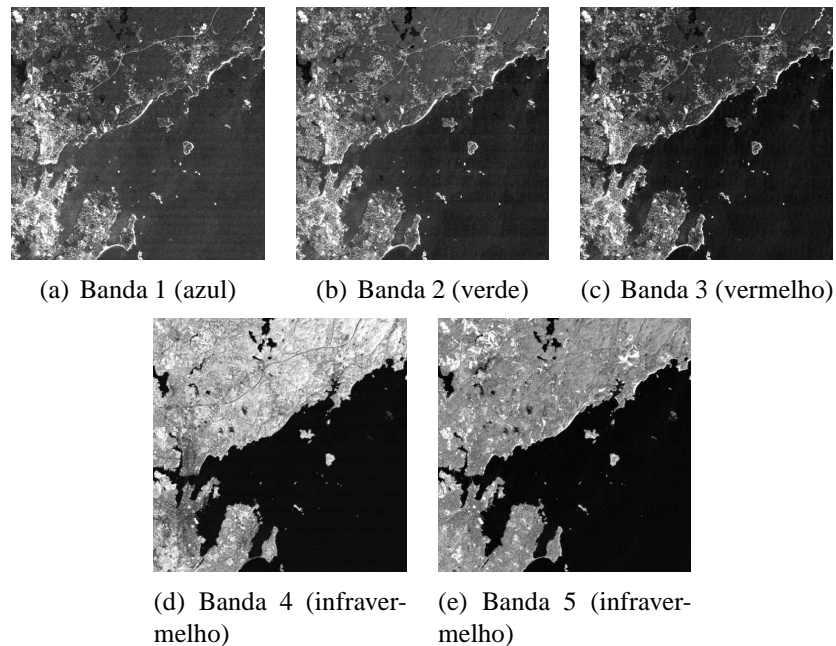 (a) Banda 1 (azul)
(b) Banda 2 (verde)
(c) Banda 3 (vermelho)
(d) Banda 4 (infraver-
melho)
(e) Banda 5 (infraver-
melho)